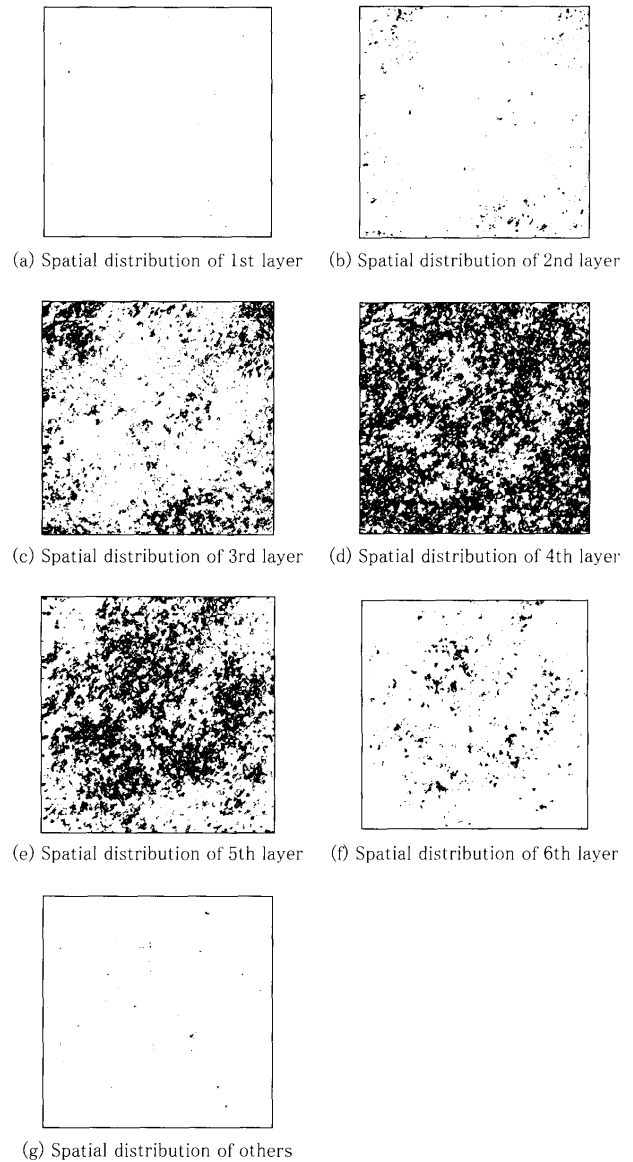 (a) Spatial distribution of 1st layer
(b) Spatial distribution of 2nd layer
(c) Spatial distribution of 3rd layer
(d) Spatial distribution of 4th layer
(e) Spatial distribution of 5th layer
(f) Spatial distribution of 6th layer
(g) Spatial distribution of others